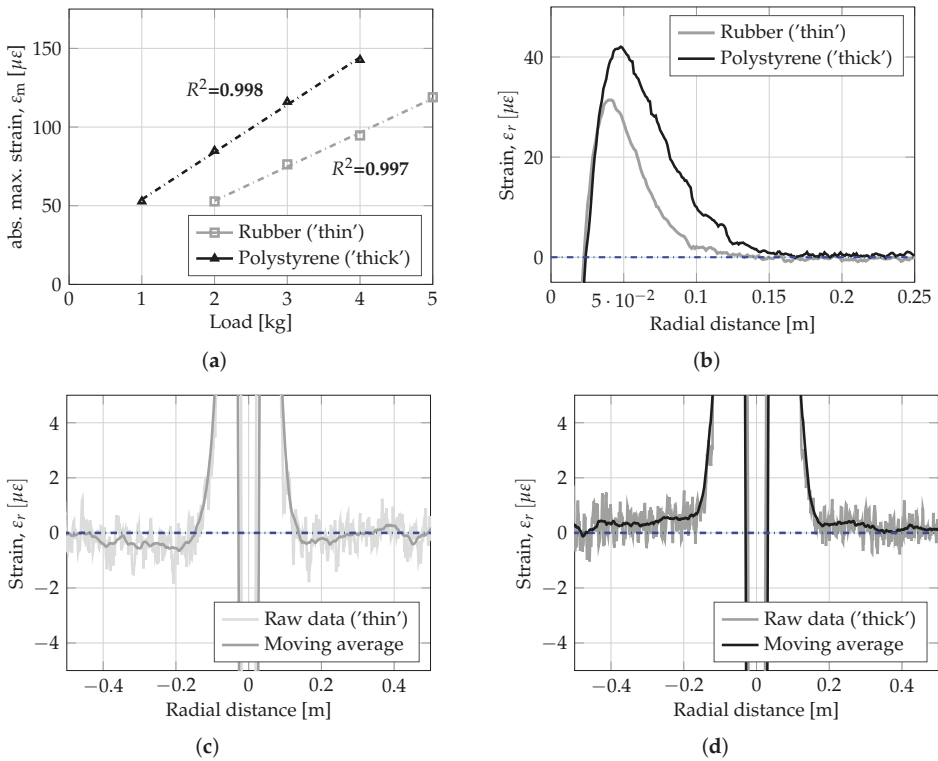 abs. max. strain, εm [με]
150
100
50
0
0
1
2
3
4
5
R²=0.998
R²=0.997
Rubber ('thin')
Polystyrene ('thick')
Load [kg]
(a)
Strain, εr [με]
40
20
0
0
5 · 10⁻²
0.1
0.15
0.2
0.25
Rubber ('thin')
Polystyrene ('thick')
Radial distance [m]
(b)
Strain, εr [με]
4
2
0
−2
−4
−0.4
−0.2
0
0.2
0.4
Raw data ('thin')
Moving average
Radial distance [m]
(c)
Strain, εr [με]
4
2
0
−2
−4
−0.4
−0.2
0
0.2
0.4
Raw data ('thick')
Moving average
Radial distance [m]
(d)